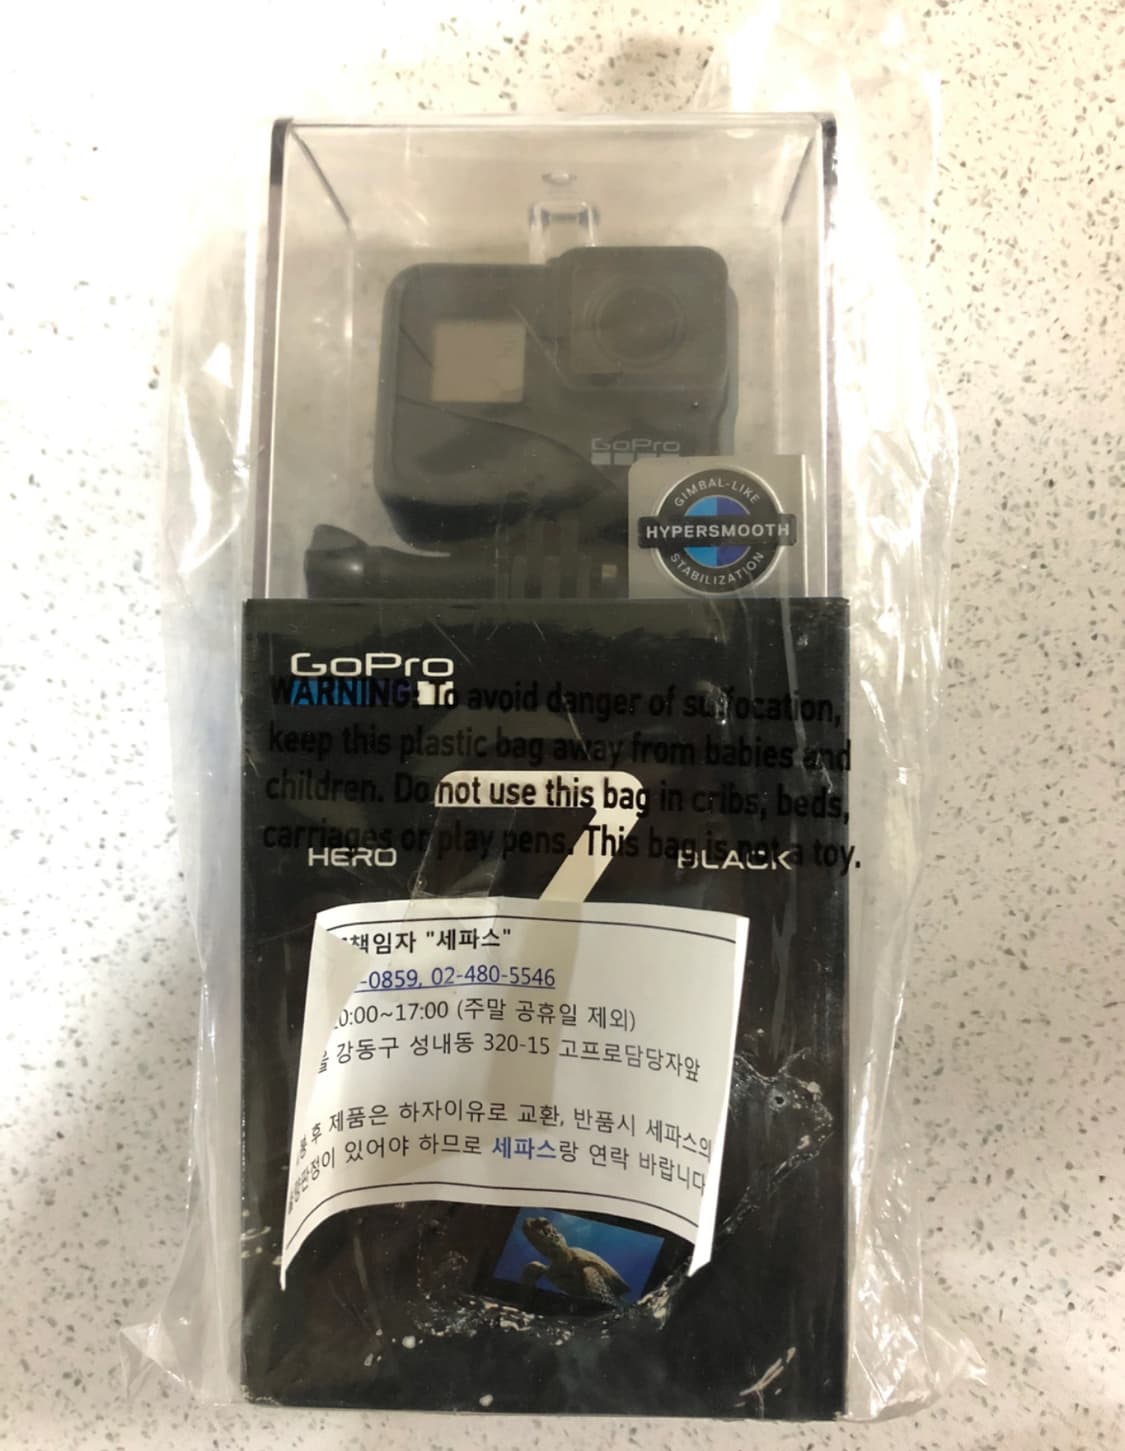 GoPro
GIMBAL-LIKE
HYPERSMOOTH
STABILIZATION
GoPro
WARNING: To avoid danger of suffocation,
keep this plastic bag away from babies and
children. Do not use this bag in cribs, beds,
carriages or play pens. This bag is not a toy.
7
HERO BLACK
책임자 "세파스"
-0859, 02-480-5546
0:00~17:00 (주말 공휴일 제외)
강동구 성내동 320-15 고프로담당자앞
후 제품은 하자이유로 교환, 반품시 세파스의
있어야 하므로 세파스랑 연락 바랍니다